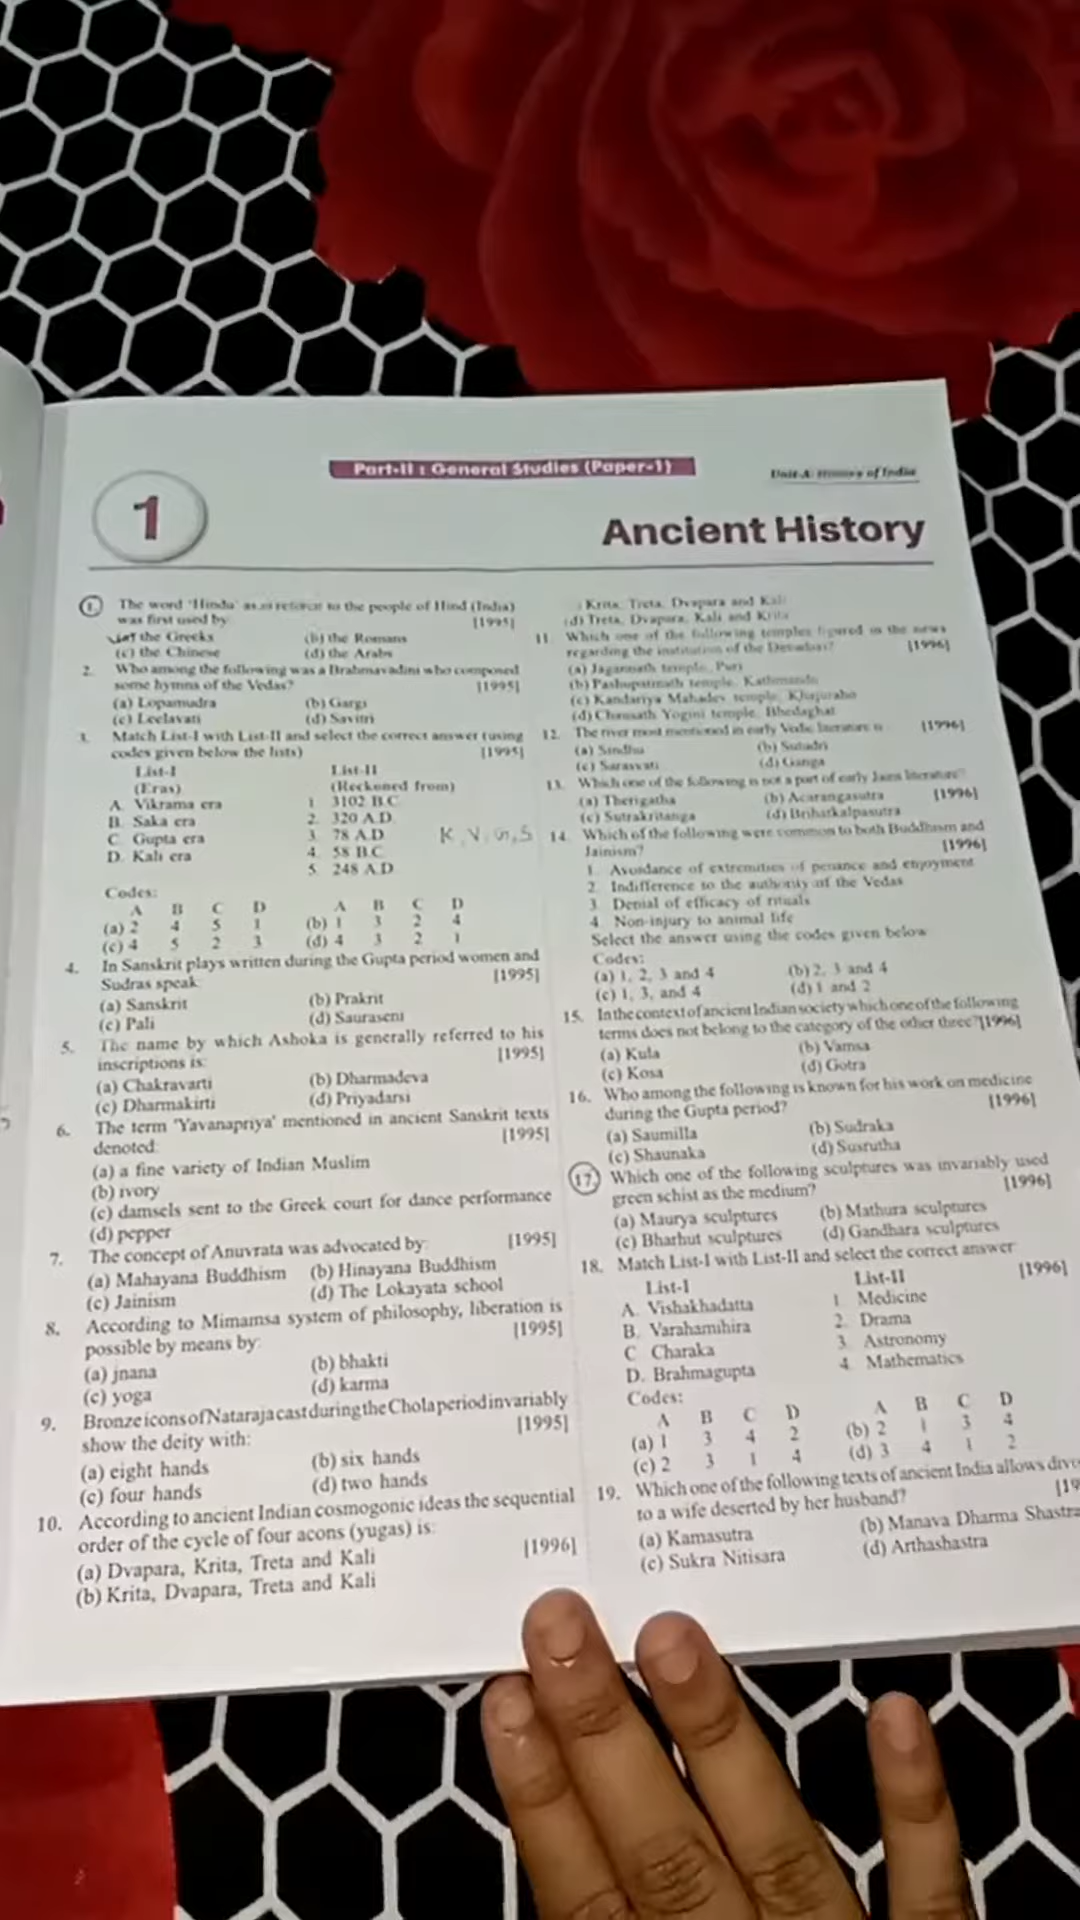 Part-II : General Studies (Paper-1)
Unit-A: History of India
1
Ancient History
1. The word 'Hindu' as a reference to the people of Hind (India)
was first used by [1995]
(a) the Greeks (b) the Romans
(c) the Chinese (d) the Arabs
2. Who among the following was a Brahmavadini who composed
some hymns of the Vedas? [1995]
(a) Lopamudra (b) Gargi
(c) Leelavati (d) Savitri
3. Match List-I with List-II and select the correct answer (using
codes given below the lists) [1995]
List-I List-II
(Eras) (Reckoned from)
A. Vikrama era 1. 3102 B.C.
B. Saka era 2. 320 A.D.
C. Gupta era 3. 78 A.D.
D. Kali era 4. 58 B.C.
5. 248 A.D.
K, V, G, S
Codes:
A B C D A B C D
(a) 2 4 5 1 (b) 1 3 2 4
(c) 4 5 2 3 (d) 4 3 2 1
4. In Sanskrit plays written during the Gupta period women and
Sudras speak: [1995]
(a) Sanskrit (b) Prakrit
(c) Pali (d) Sauraseni
5. The name by which Ashoka is generally referred to his
inscriptions is: [1995]
(a) Chakravarti (b) Dharmadeva
(c) Dharmakirti (d) Priyadarsi
6. The term 'Yavanapriya' mentioned in ancient Sanskrit texts
denoted: [1995]
(a) a fine variety of Indian Muslim
(b) ivory
(c) damsels sent to the Greek court for dance performance
(d) pepper
7. The concept of Anuvrata was advocated by: [1995]
(a) Mahayana Buddhism (b) Hinayana Buddhism
(c) Jainism (d) The Lokayata school
8. According to Mimamsa system of philosophy, liberation is
possible by means by: [1995]
(a) jnana (b) bhakti
(c) yoga (d) karma
9. Bronze icons of Nataraja cast during the Chola period invariably
show the deity with: [1995]
(a) eight hands (b) six hands
(c) four hands (d) two hands
10. According to ancient Indian cosmogonic ideas the sequential
order of the cycle of four aeons (yugas) is: [1996]
(a) Dvapara, Krita, Treta and Kali
(b) Krita, Dvapara, Treta and Kali
Krita, Treta, Dvapara and Kali
(d) Treta, Dvapara, Kali and Krita
11. Which one of the following temples figured in the news
regarding the institution of the Devadasi? [1996]
(a) Jagannath temple, Puri
(b) Pashupatinath temple, Kathmandu
(c) Kandariya Mahadev temple, Khajuraho
(d) Chausath Yogini temple, Bhedaghat
12. The river most mentioned in early Vedic literature is [1996]
(a) Sindhu (b) Sutudri
(c) Sarasvati (d) Ganga
13. Which one of the following is not a part of early Jaina literature?
[1996]
(a) Therigatha (b) Acarangasutra
(c) Sutrakritanga (d) Brihatkalpasutra
14. Which of the following were common to both Buddhism and
Jainism? [1996]
1. Avoidance of extremities of penance and enjoyment
2. Indifference to the authority of the Vedas
3. Denial of efficacy of rituals
4. Non-injury to animal life
Select the answer using the codes given below
Codes:
(a) 1, 2, 3 and 4 (b) 2, 3 and 4
(c) 1, 3, and 4 (d) 1 and 2
15. In the context of ancient Indian society which one of the following
terms does not belong to the category of the other three? [1996]
(a) Kula (b) Vamsa
(c) Kosa (d) Gotra
16. Who among the following is known for his work on medicine
during the Gupta period? [1996]
(a) Saumilla (b) Sudraka
(c) Shaunaka (d) Susrutha
17. Which one of the following sculptures was invariably used
green schist as the medium? [1996]
(a) Maurya sculptures (b) Mathura sculptures
(c) Bharhut sculptures (d) Gandhara sculptures
18. Match List-I with List-II and select the correct answer
[1996]
List-I List-II
A. Vishakhadatta 1. Medicine
B. Varahamihira 2. Drama
C. Charaka 3. Astronomy
D. Brahmagupta 4. Mathematics
Codes:
A B C D A B C D
(a) 1 3 4 2 (b) 2 1 3 4
(c) 2 3 1 4 (d) 3 4 1 2
19. Which one of the following texts of ancient India allows divo
to a wife deserted by her husband? [19
(a) Kamasutra (b) Manava Dharma Shastra
(c) Sukra Nitisara (d) Arthashastra